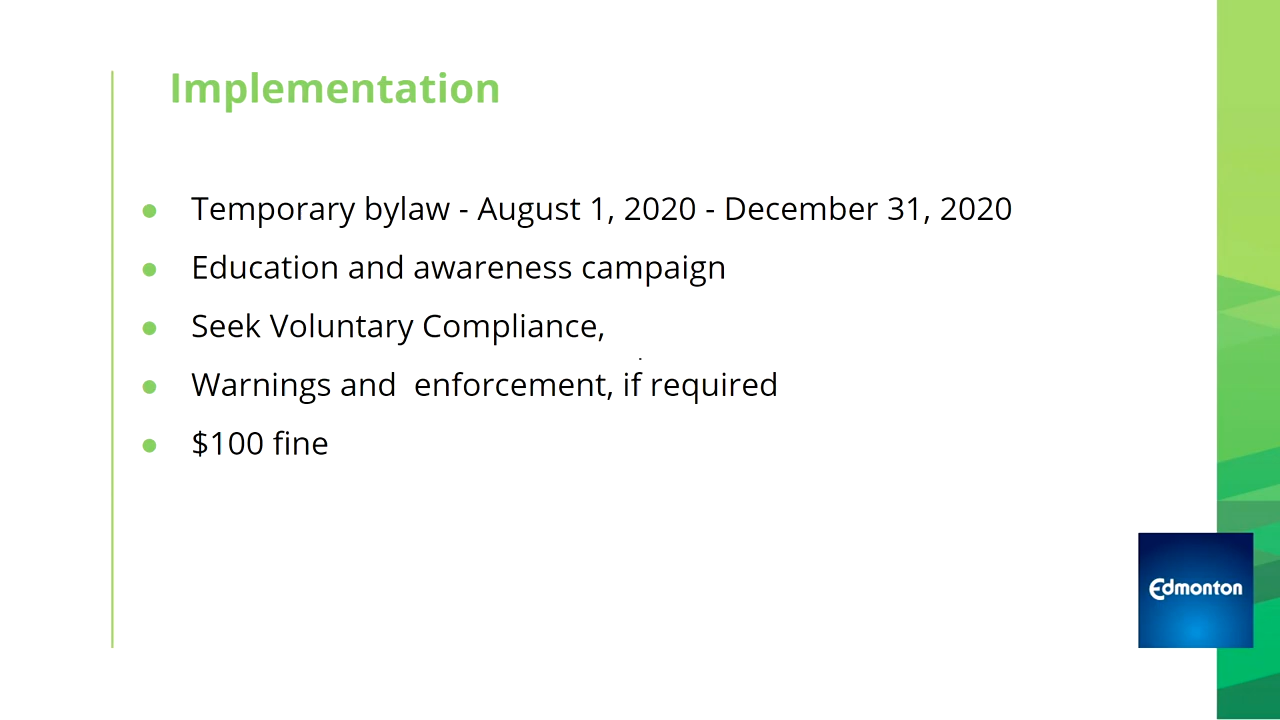 Implementation
● Temporary bylaw - August 1, 2020 - December 31, 2020
● Education and awareness campaign
● Seek Voluntary Compliance,
● Warnings and  enforcement, if required
● $100 fine
Edmonton